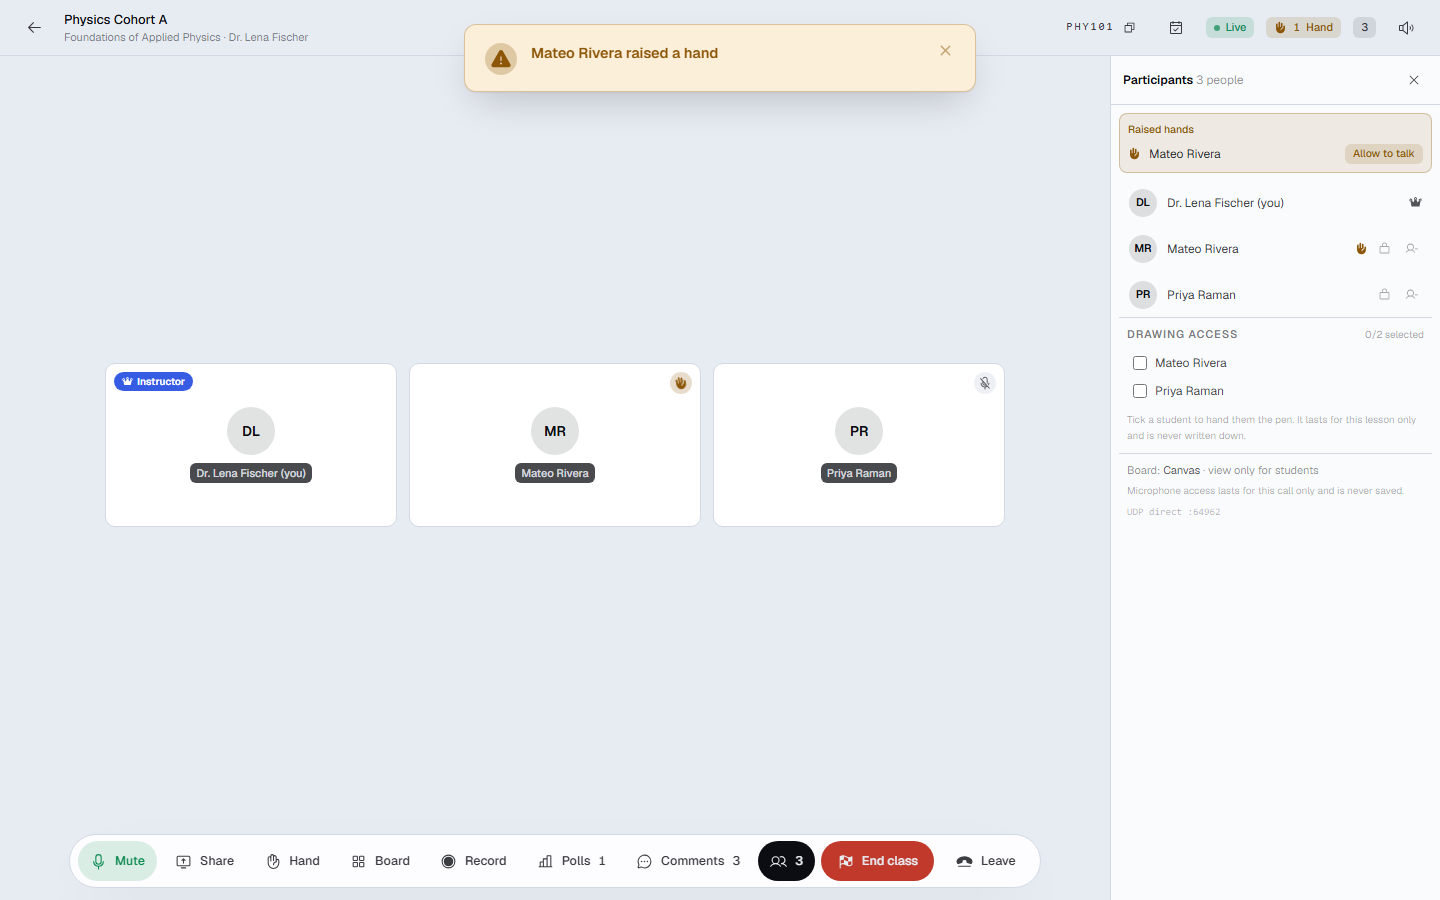 Physics Cohort A
Foundations of Applied Physics · Dr. Lena Fischer
Mateo Rivera raised a hand
PHY101
Live
1 Hand
3
Participants 3 people
Raised hands
Mateo Rivera
Allow to talk
DL
Dr. Lena Fischer (you)
MR
Mateo Rivera
PR
Priya Raman
DRAWING ACCESS
0/2 selected
Mateo Rivera
Priya Raman
Tick a student to hand them the pen. It lasts for this lesson only
and is never written down.
Board: Canvas · view only for students
Microphone access lasts for this call only and is never saved.
UDP direct :64962
Instructor
DL
Dr. Lena Fischer (you)
MR
Mateo Rivera
PR
Priya Raman
Mute
Share
Hand
Board
Record
Polls 1
Comments 3
3
End class
Leave